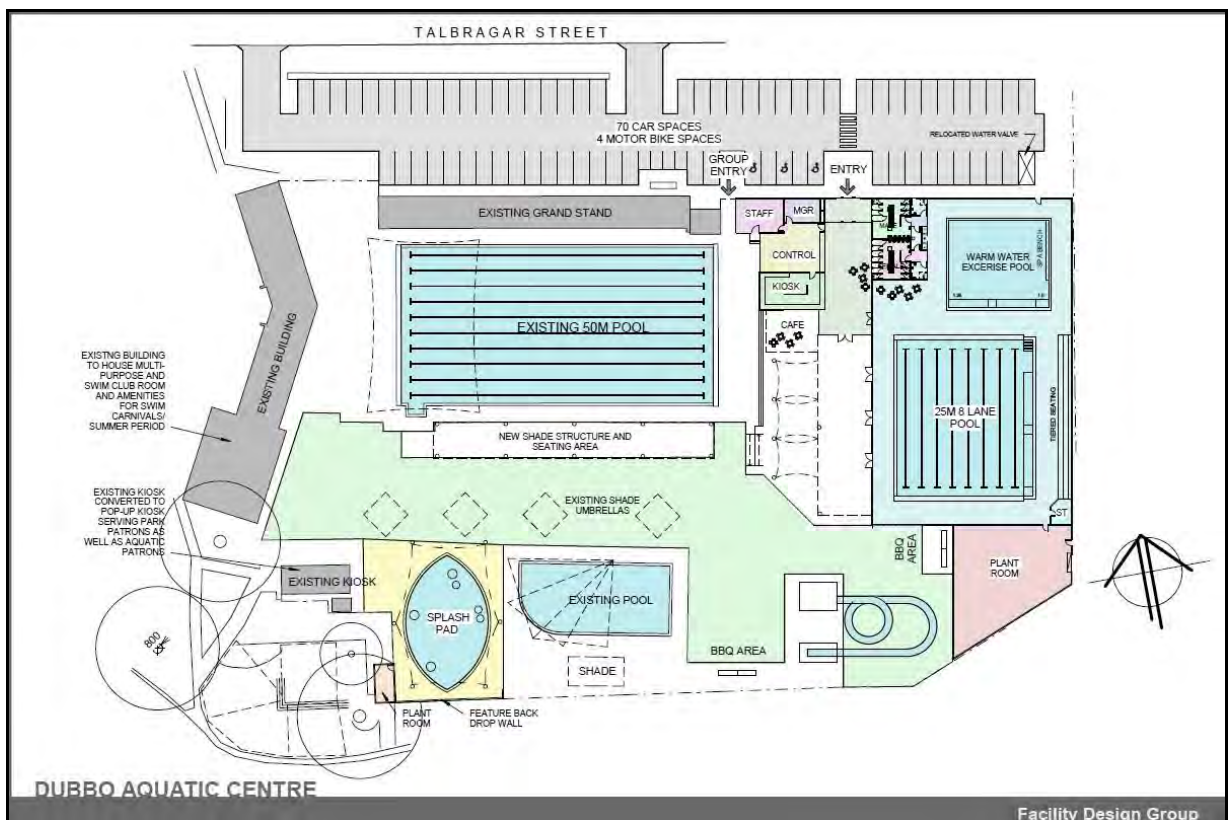 TALBRAGAR STREET
70 CAR SPACES
4 MOTOR BIKE SPACES
RELOCATED WATER VALVE
GROUP
ENTRY
ENTRY
EXISTING GRAND STAND
STAFF
MGR
CONTROL
KIOSK
CAFE
WARM WATER
EXCERISE POOL
SPA BENCH
EXISTING 50M POOL
EXISTING BUILDING
EXISTNG BUILDING
TO HOUSE MULTI-
PURPOSE AND
SWIM CLUB ROOM
AND AMENITIES
FOR SWIM
CARNIVALS/
SUMMER PERIOD
25M 8 LANE
POOL
TIERED SEATING
NEW SHADE STRUCTURE AND
SEATING AREA
EXISTING KIOSK
CONVERTED TO
POP-UP KIOSK
SERVING PARK
PATRONS AS
WELL AS AQUATIC
PATRONS
EXISTING SHADE
UMBRELLAS
ST
BBQ
AREA
PLANT
ROOM
EXISTING KIOSK
SPLASH
PAD
EXISTING POOL
800
SHADE
BBQ AREA
PLANT
ROOM
FEATURE BACK
DROP WALL
DUBBO AQUATIC CENTRE
Facility Design Group